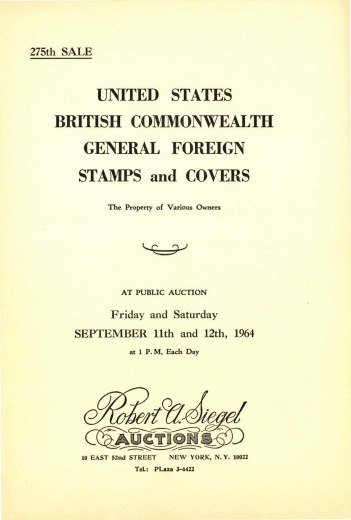 275th SALE
UNITED STATES
BRITISH COMMONWEALTH
GENERAL FOREIGN
STAMPS and COVERS
The Property of Various Owners
AT PUBLIC AUCTION
Friday and Saturday
SEPTEMBER 11th and 12th, 1964
at 1 P.M, Each Day
Robert A. Siegel
AUCTIONS
10 EAST 52nd STREET NEW YORK, N. Y. 10022
Tel.: PLaza 3-6422